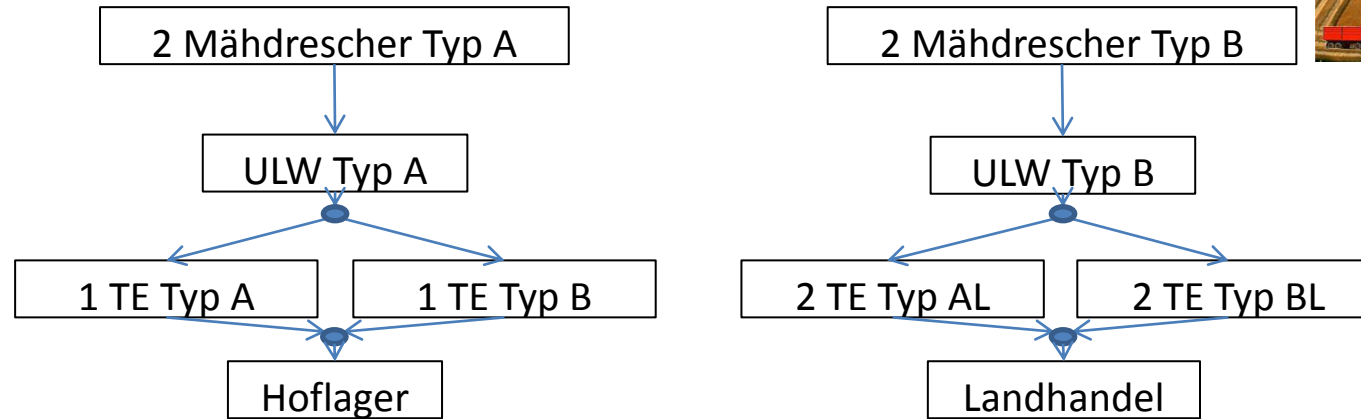 2 Mähdrescher Typ A
2 Mähdrescher Typ B
ULW Typ A
ULW Typ B
1 TE Typ A
1 TE Typ B
2 TE Typ AL
2 TE Typ BL
Hoflager
Landhandel